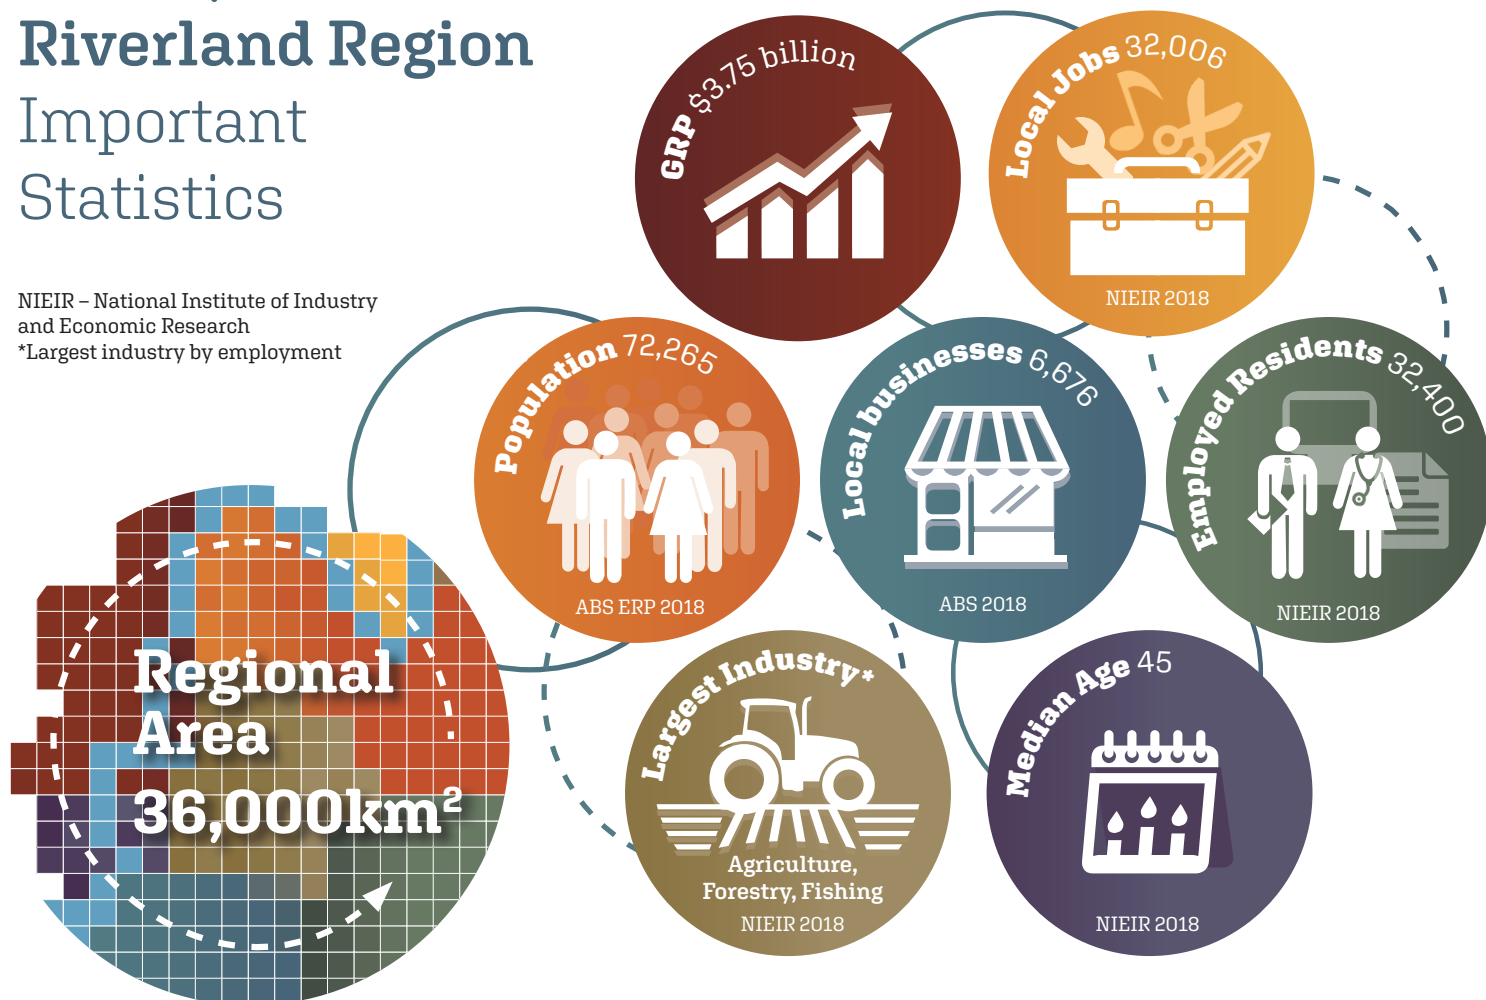 Riverland Region
Important
Statistics
NIEIR – National Institute of Industry
and Economic Research
*Largest industry by employment
GRP $3.75 billion
Local Jobs 32,006
NIEIR 2018
Population 72,265
ABS ERP 2018
Local businesses 6,676
ABS 2018
Employed Residents 32,400
NIEIR 2018
Regional
Area
36,000km²
Largest Industry*
Agriculture,
Forestry, Fishing
NIEIR 2018
Median Age 45
NIEIR 2018